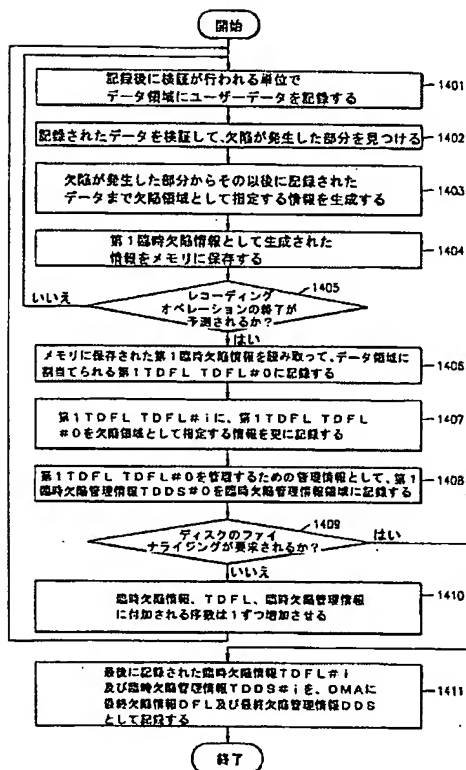 開始
記録後に検証が行われる単位で
データ領域にユーザーデータを記録する
1401
記録されたデータを検証して、欠陥が発生した部分を見つける
1402
欠陥が発生した部分からその以後に記録された
データまで欠陥領域として指定する情報を生成する
1403
第1臨時欠陥情報として生成された
情報をメモリに保存する
1404
レコーディング
オペレーションの終了が
予測されるか?
1405
いいえ
はい
メモリに保存された第1臨時欠陥情報を読み取って、データ領域に
割当てられる第1TDFL TDFL#0に記録する
1406
第1TDFL TDFL#iに、第1TDFL TDFL
#0を欠陥領域として指定する情報を更に記録する
1407
第1TDFL TDFL#0を管理するための管理情報として、第1
臨時欠陥管理情報TDDS#0を臨時欠陥管理情報領域に記録する
1408
ディスクのファイ
ナライジングが要求されるか?
1409
はい
いいえ
臨時欠陥情報、TDFL、臨時欠陥管理情報
に付加される序数は1ずつ増加させる
1410
最後に記録された臨時欠陥情報TDFL#i
及び臨時欠陥管理情報TDDS#iを、DMAに
最終欠陥情報DFL及び最終欠陥管理情報DDS
として記録する
1411
終了